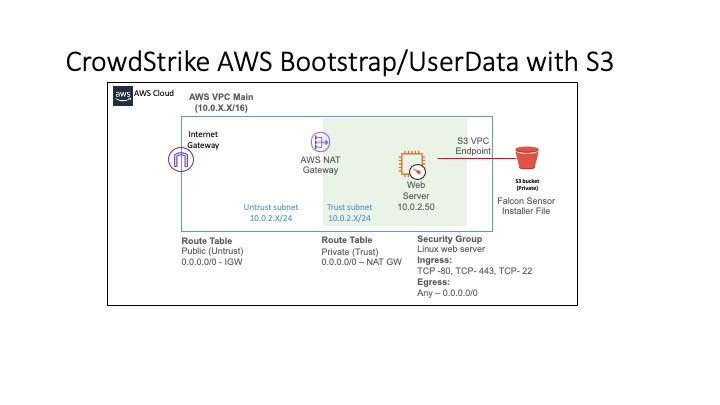 CrowdStrike AWS Bootstrap/UserData with S3
aws
AWS Cloud
AWS VPC Main
(10.0.X.X/16)
Internet
Gateway
AWS NAT
Gateway
S3 VPC
Endpoint
Web
Server
10.0.2.50
S3 bucket
(Private)
Falcon Sensor
Installer File
Untrust subnet
10.0.2.X/24
Trust subnet
10.0.2.X/24
Route Table
Public (Untrust)
0.0.0.0/0 - IGW
Route Table
Private (Trust)
0.0.0.0/0 – NAT GW
Security Group
Linux web server
Ingress:
TCP -80, TCP- 443, TCP- 22
Egress:
Any – 0.0.0.0/0